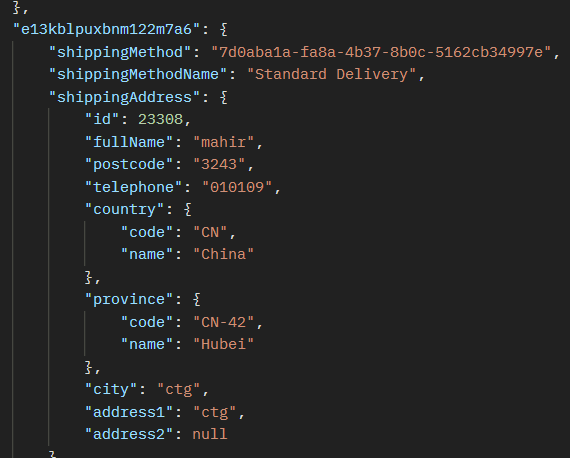 },
"e13kblpuxbnm122m7a6": {
"shippingMethod": "7d0aba1a-fa8a-4b37-8b0c-5162cb34997e",
"shippingMethodName": "Standard Delivery",
"shippingAddress": {
"id": 23308,
"fullName": "mahir",
"postcode": "3243",
"telephone": "010109",
"country": {
"code": "CN",
"name": "China"
},
"province": {
"code": "CN-42",
"name": "Hubei"
},
"city": "ctg",
"address1": "ctg",
"address2": null
}